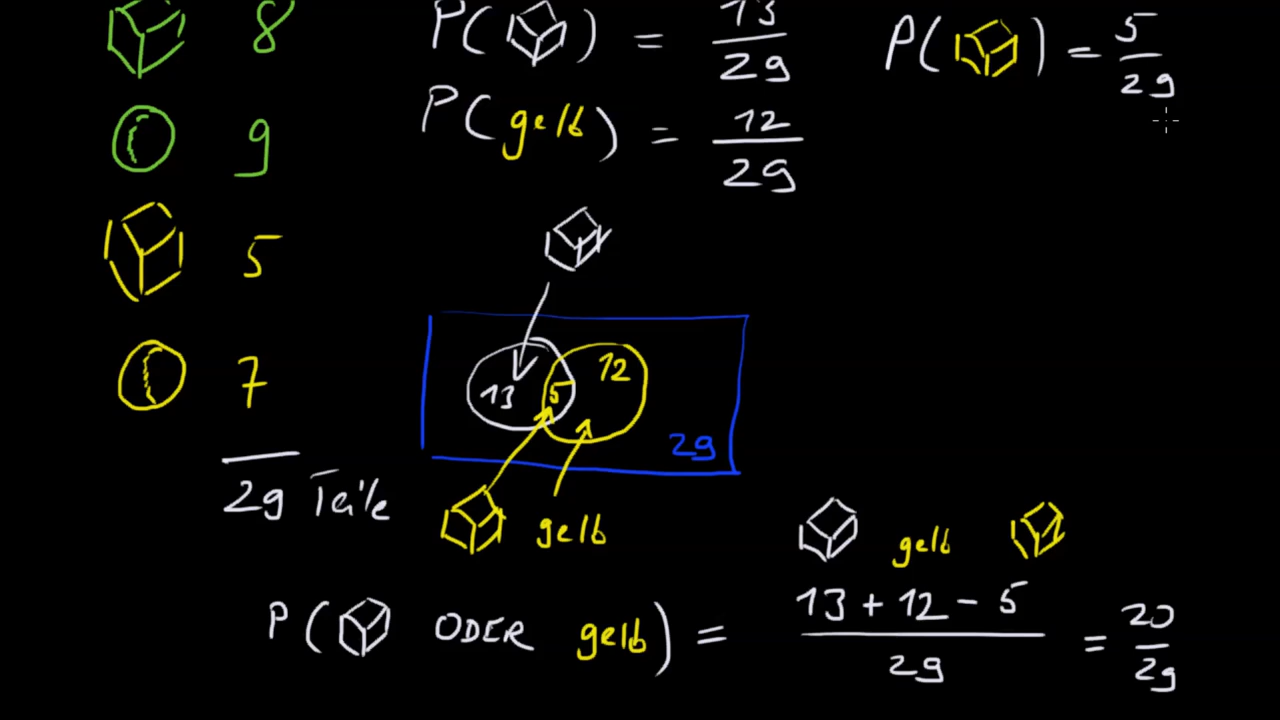 8
9
5
7
29 Teile
P( ) = 13/29
P(gelb) = 12/29
P( ) = 5/29
13 5 12
29
gelb
gelb
P( ODER gelb) = 13 + 12 - 5 / 29 = 20/29